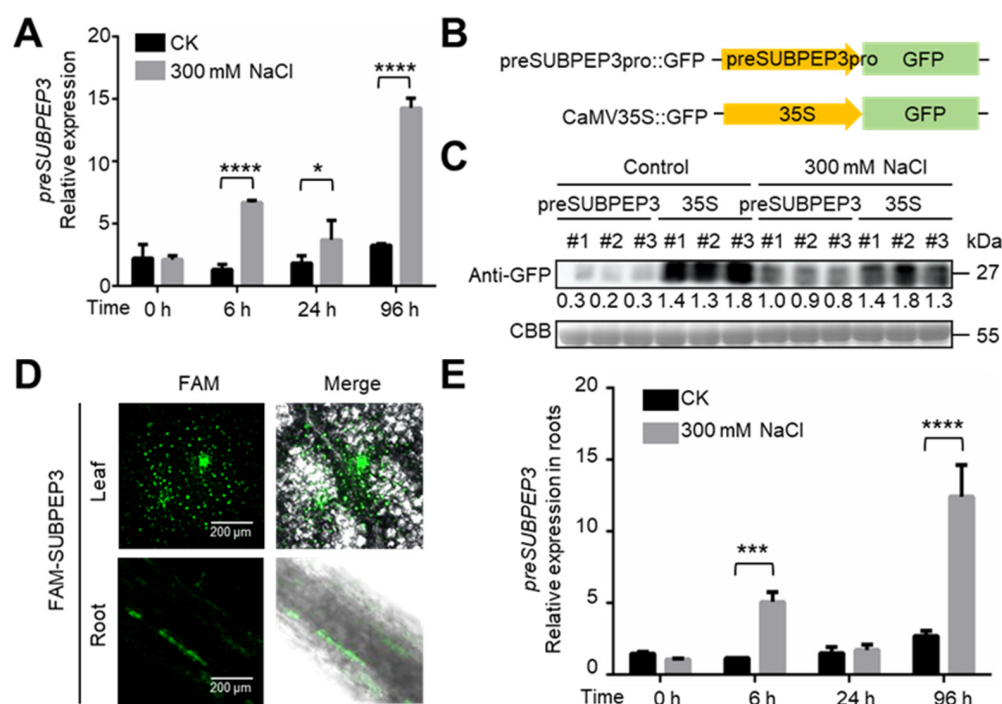 A
preSUBPEP3
Relative expression
20
15
10
5
0
CK
300 mM NaCl
****
*
****
Time 0 h 6 h 24 h 96 h
B
preSUBPEP3pro::GFP
preSUBPEP3pro GFP
CaMV35S::GFP
35S GFP
C
Control 300 mM NaCl
preSUBPEP3 35S preSUBPEP3 35S
#1 #2 #3 #1 #2 #3 #1 #2 #3 #1 #2 #3 kDa
Anti-GFP 27
0.3 0.2 0.3 1.4 1.3 1.8 1.0 0.9 0.8 1.4 1.8 1.3
CBB 55
D
FAM Merge
FAM-SUBPEP3
Leaf
200 μm
Root
200 μm
E
preSUBPEP3
Relative expression in roots
20
15
10
5
0
CK
300 mM NaCl
***
****
Time 0 h 6 h 24 h 96 h